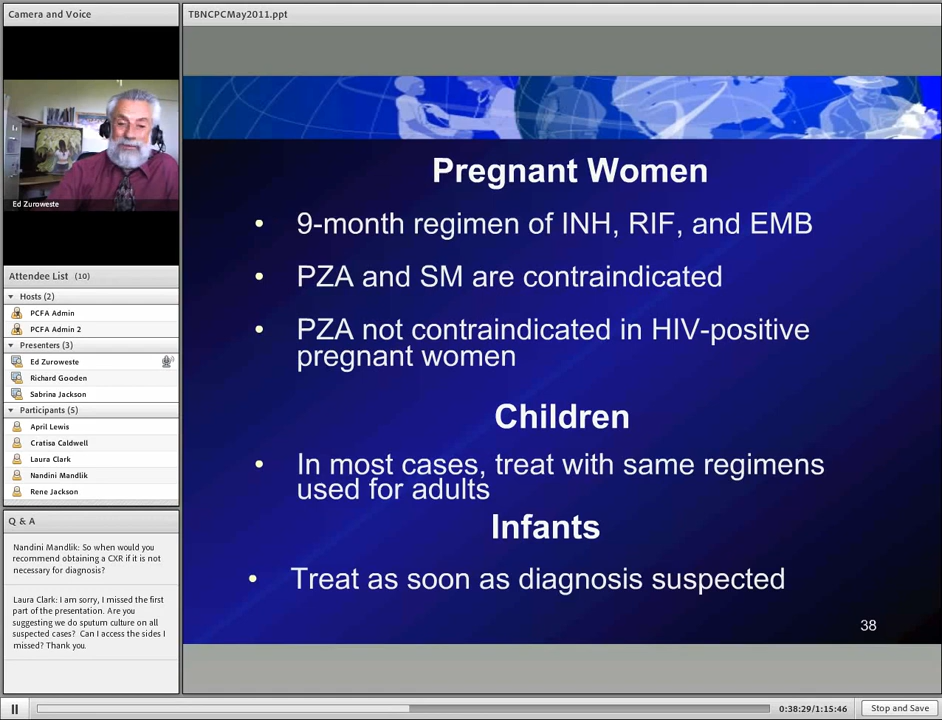 Camera and Voice
TBNCPCMay2011.ppt
Ed Zuroweste
Attendee List (10)
Hosts (2)
PCFA Admin
PCFA Admin 2
Presenters (3)
Ed Zuroweste
Richard Gooden
Sabrina Jackson
Participants (5)
April Lewis
Cratisa Caldwell
Laura Clark
Nandini Mandlik
Rene Jackson
Q & A
Nandini Mandlik: So when would you
recommend obtaining a CXR if it is not
necessary for diagnosis?
Laura Clark: I am sorry, I missed the first
part of the presentation. Are you
suggesting we do sputum culture on all
suspected cases? Can I access the sides I
missed? Thank you.
Pregnant Women
• 9-month regimen of INH, RIF, and EMB
• PZA and SM are contraindicated
• PZA not contraindicated in HIV-positive
pregnant women
Children
• In most cases, treat with same regimens
used for adults
Infants
• Treat as soon as diagnosis suspected
38
0:38:29/1:15:46
Stop and Save